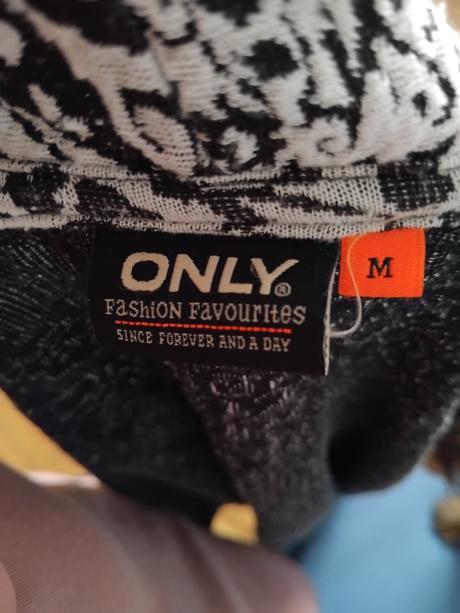 ONLY®
FaShiON FavOURiteS
SINCE FOREVER AND A DAY
M